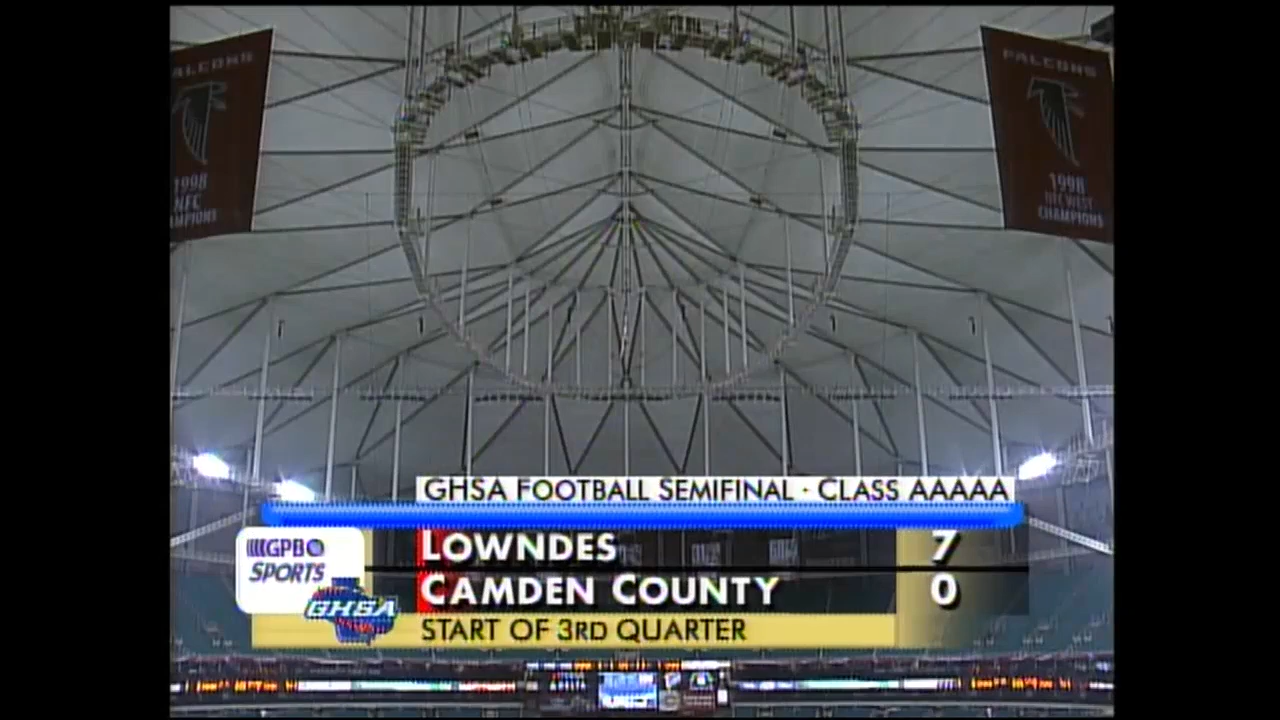 FALCONS
1998
NFC
FALCONS
1998
NFC WEST
CHAMPIONS
GHSA FOOTBALL SEMIFINAL · CLASS AAAAA
GPB
SPORTS
GHSA
LOWNDES 7
CAMDEN COUNTY 0
START OF 3RD QUARTER